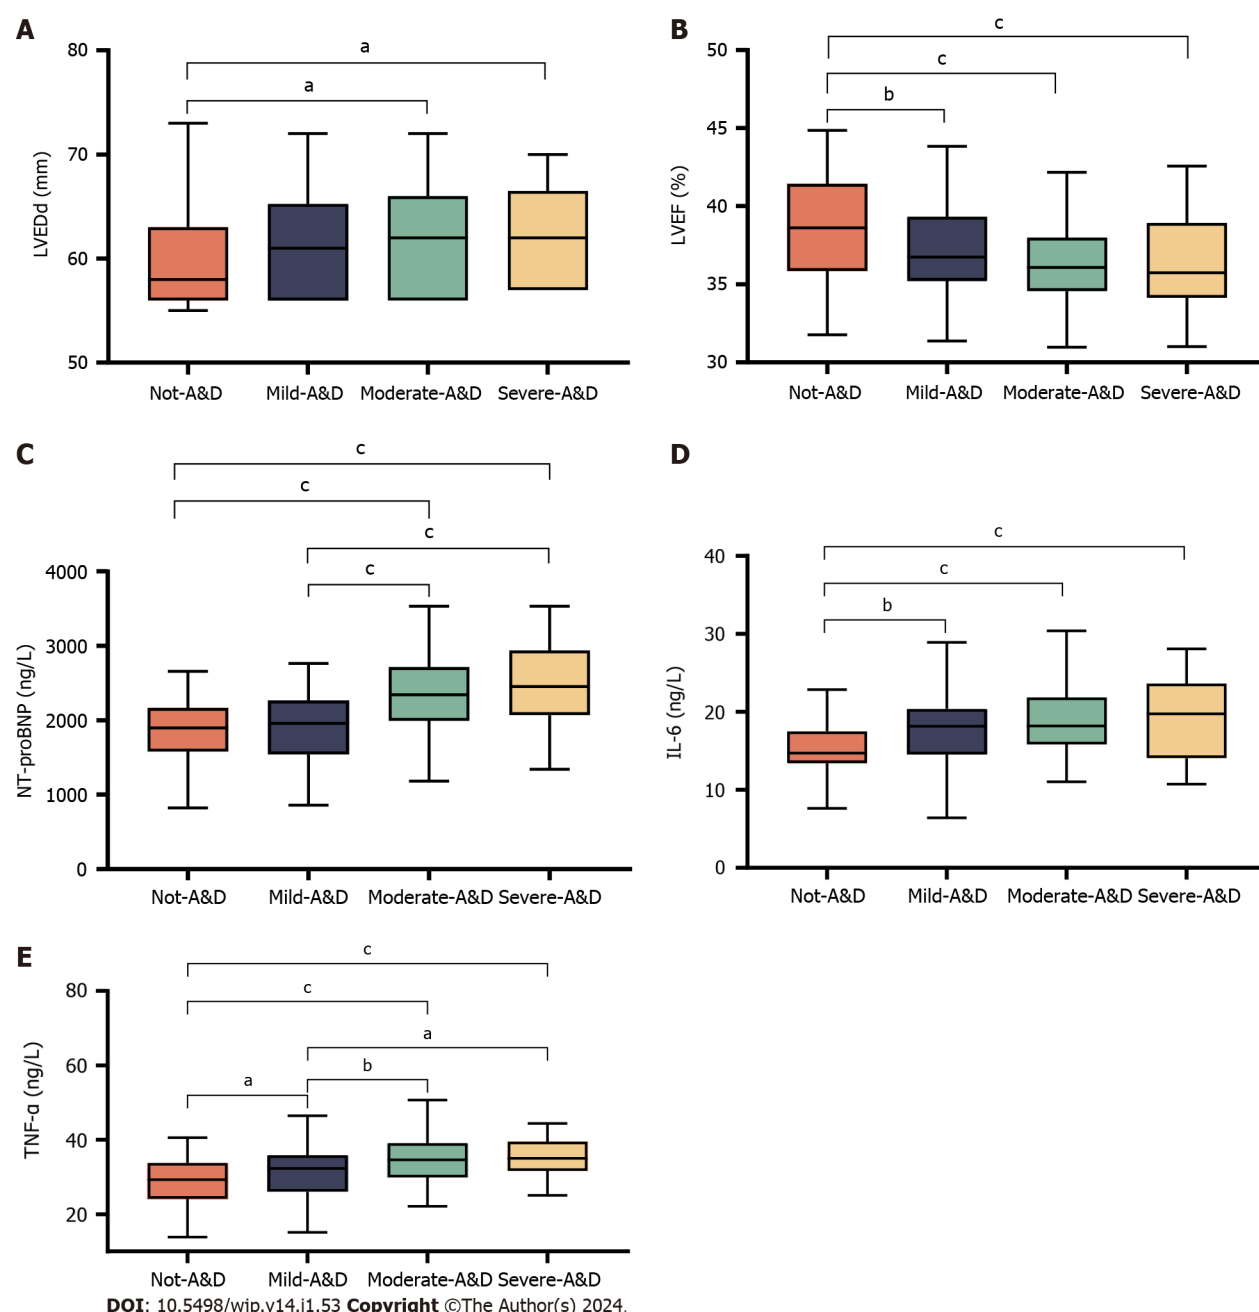 A
80
70
60
50
LVEDd (mm)
a
a
Not-A&D Mild-A&D Moderate-A&D Severe-A&D
B
50
45
40
35
30
LVEF (%)
c
c
b
Not-A&D Mild-A&D Moderate-A&D Severe-A&D
C
4000
3000
2000
1000
0
NT-proBNP (ng/L)
c
c
c
c
Not-A&D Mild-A&D Moderate-A&D Severe-A&D
D
40
30
20
10
0
IL-6 (ng/L)
c
c
b
Not-A&D Mild-A&D Moderate-A&D Severe-A&D
E
80
60
40
20
TNF-α (ng/L)
c
c
a
b
a
Not-A&D Mild-A&D Moderate-A&D Severe-A&D
DOI: 10.5498/wjp.v14.i1.53 Copyright ©The Author(s) 2024.